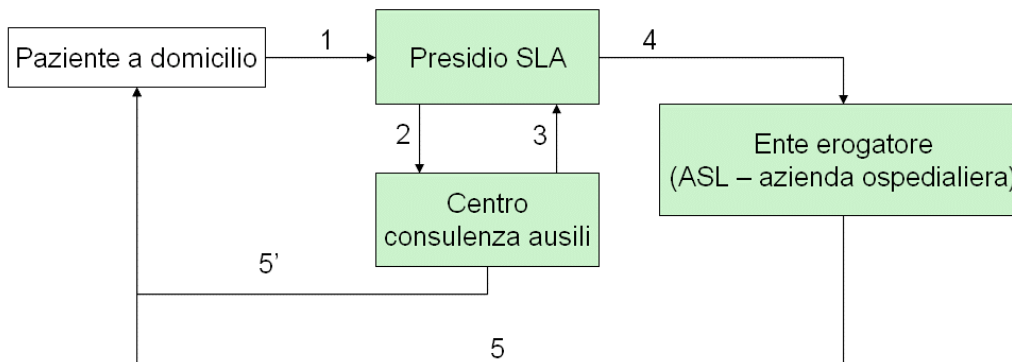 1
4
Paziente a domicilio
Presidio SLA
2
3
Ente erogatore
(ASL – azienda ospedialiera)
Centro
consulenza ausili
5’
5